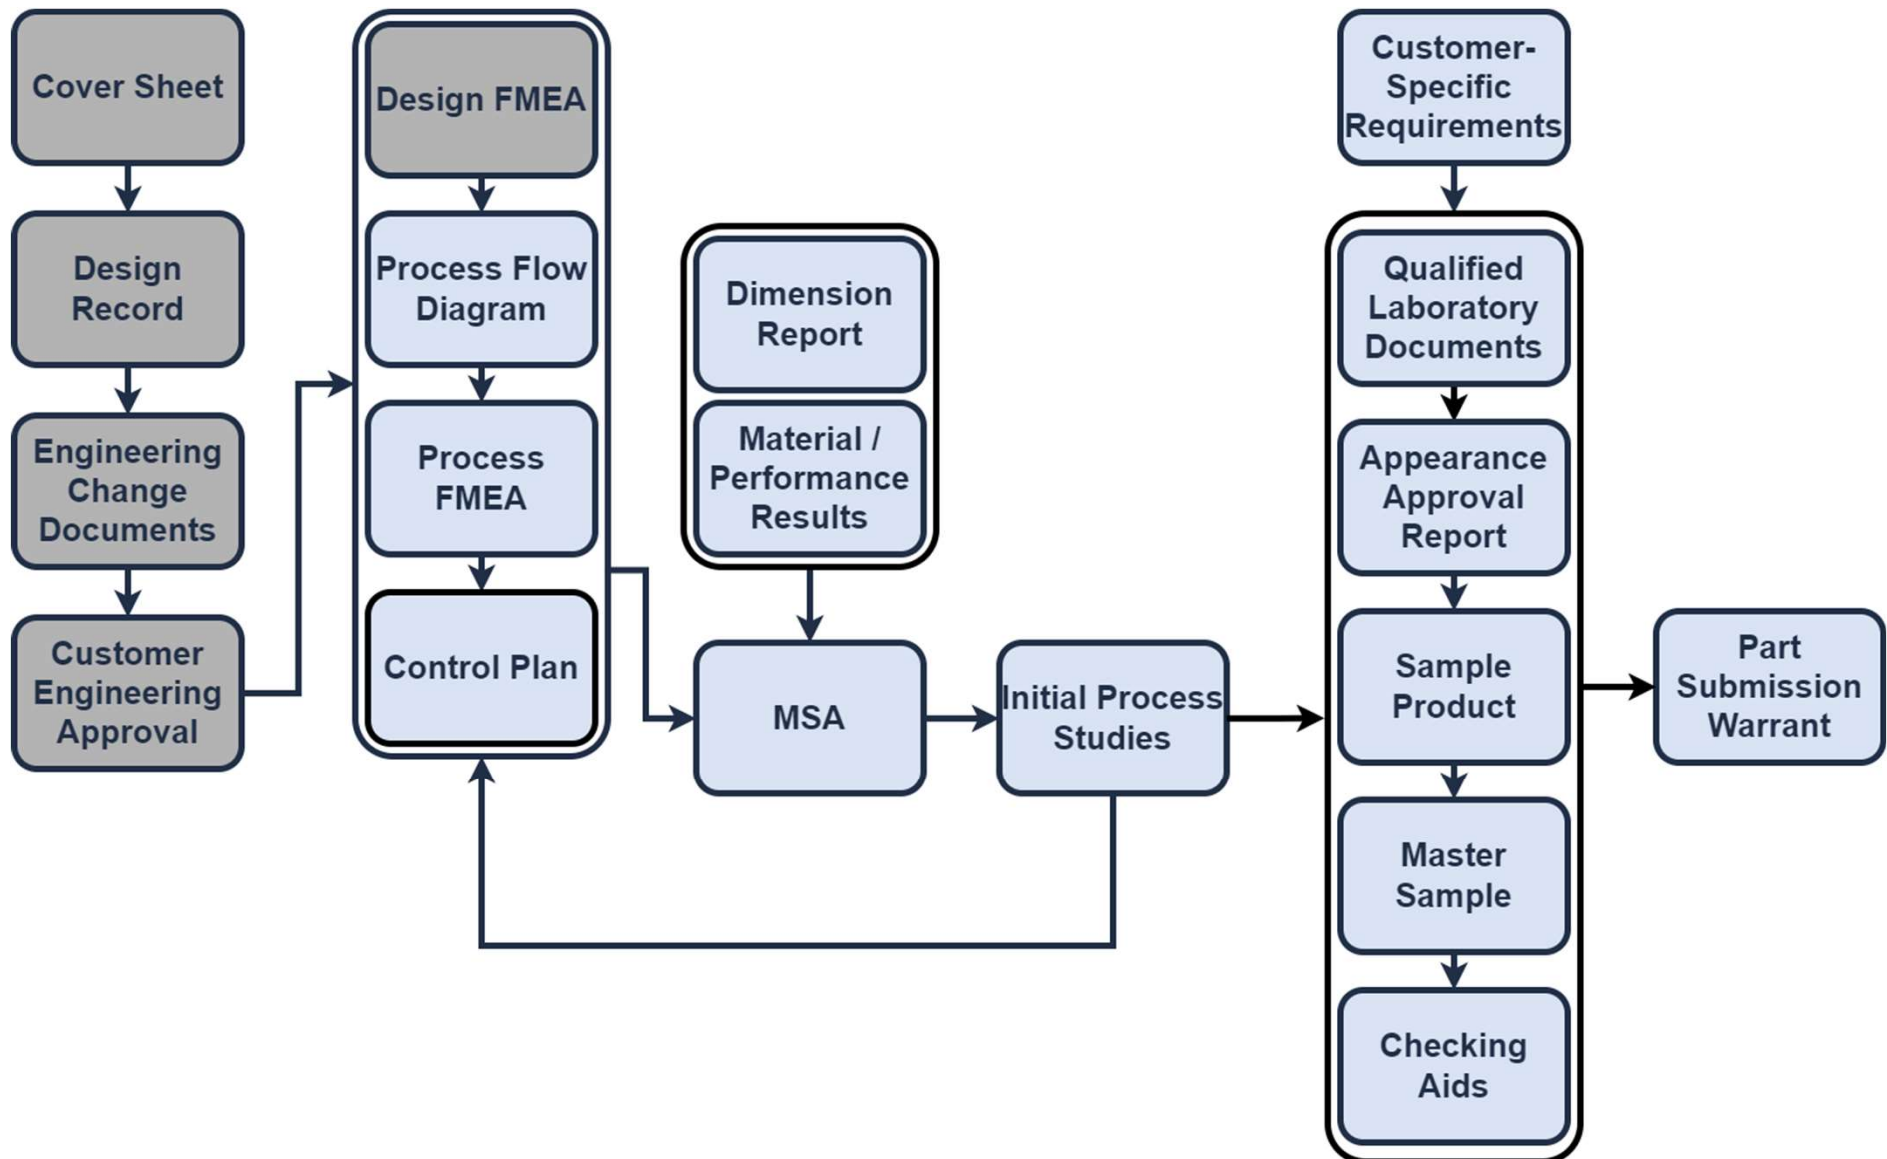 Cover Sheet
Design
Record
Engineering
Change
Documents
Customer
Engineering
Approval
Design FMEA
Process Flow
Diagram
Process
FMEA
Control Plan
Dimension
Report
Material /
Performance
Results
MSA
Initial Process
Studies
Customer-
Specific
Requirements
Qualified
Laboratory
Documents
Appearance
Approval
Report
Sample
Product
Master
Sample
Checking
Aids
Part
Submission
Warrant